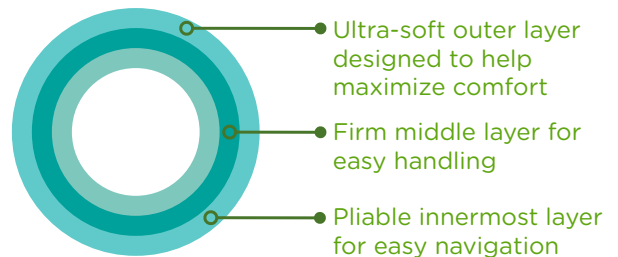 Ultra-soft outer layer
designed to help
maximize comfort
Firm middle layer for
easy handling
Pliable innermost layer
for easy navigation